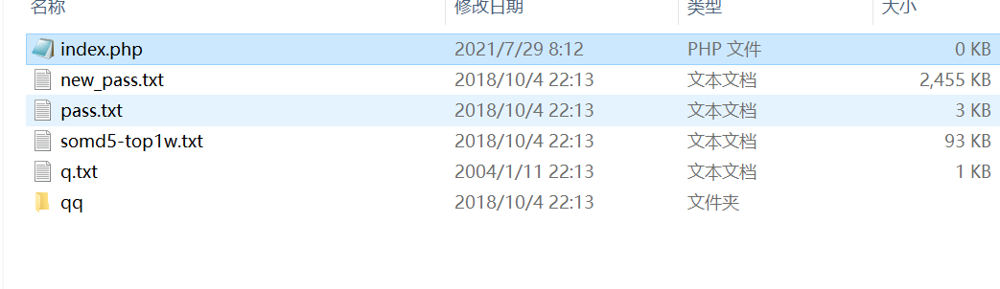 名称 修改日期 类型 大小
index.php 2021/7/29 8:12 PHP 文件 0 KB
new_pass.txt 2018/10/4 22:13 文本文档 2,455 KB
pass.txt 2018/10/4 22:13 文本文档 3 KB
somd5-top1w.txt 2018/10/4 22:13 文本文档 93 KB
q.txt 2004/1/11 22:13 文本文档 1 KB
qq 2018/10/4 22:13 文件夹